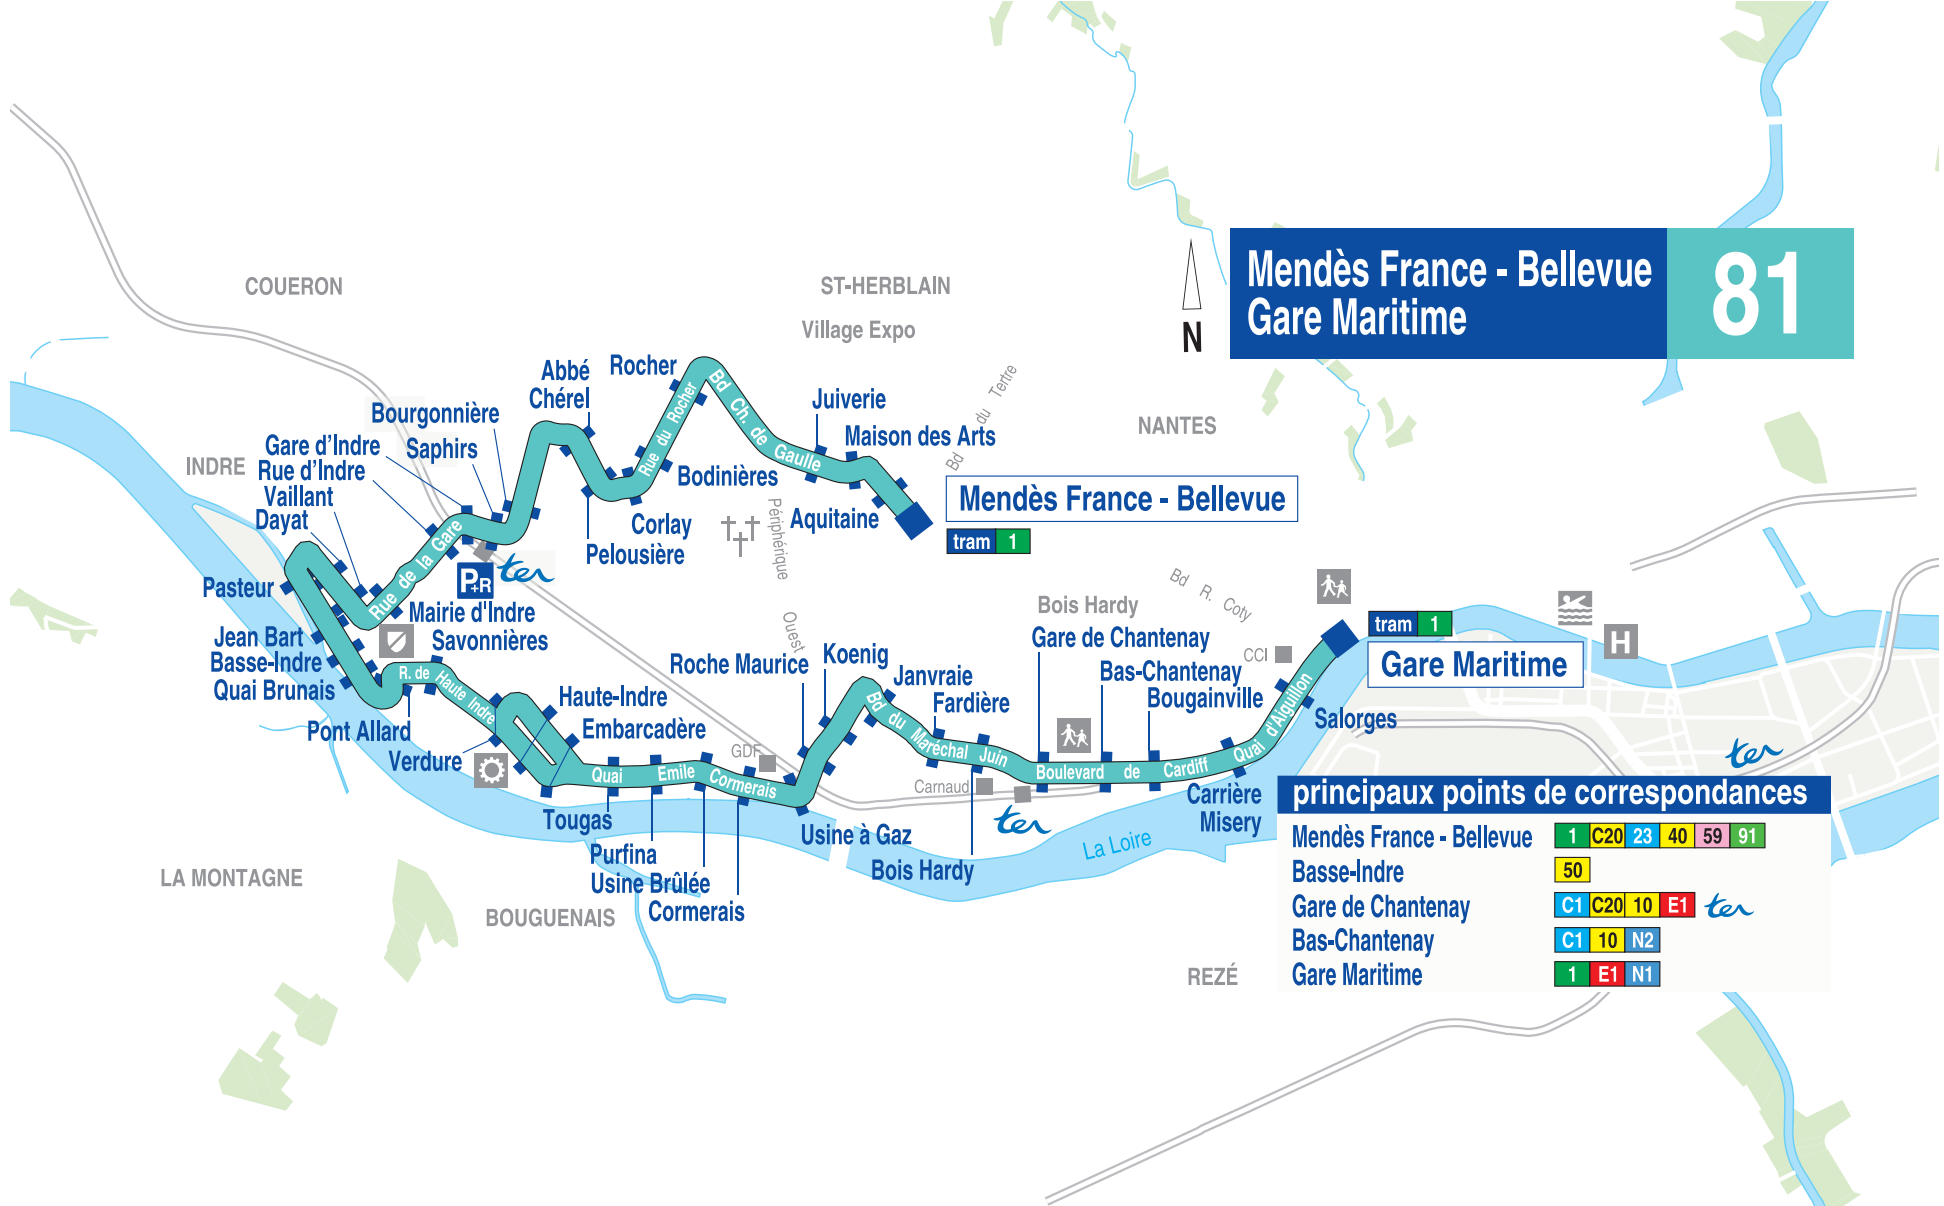 Mendès France - Bellevue
Gare Maritime
81
N
COUERON
ST-HERBLAIN
Village Expo
NANTES
INDRE
LA MONTAGNE
BOUGUENAIS
REZÉ
Abbé
Chérel
Rocher
Bourgonnière
Saphirs
Gare d'Indre
Rue d'Indre
Vaillant
Dayat
Juiverie
Maison des Arts
Bd du Tertre
Bodinières
Corlay
Pelousière
Aquitaine
Mendès France - Bellevue
tram 1
Rue du Rocher
Bd Ch. de Gaulle
Rue de la Gare
P+R
ter
Périphérique
Ouest
Pasteur
Jean Bart
Basse-Indre
Quai Brunais
Mairie d'Indre
Savonnières
R. de Haute Indre
Pont Allard
Verdure
Haute-Indre
Embarcadère
Quai Emile Cormerais
Tougas
Purfina
Usine Brûlée
Cormerais
GDF
Roche Maurice
Koenig
Janvraie
Fardière
Usine à Gaz
Bois Hardy
Bd du Maréchal Juin
Carnaud
ter
Bois Hardy
Gare de Chantenay
Bas-Chantenay
Bougainville
Bd R. Coty
CCI
Boulevard de Cardiff
Quai d'Aiguillon
Carrière
Misery
La Loire
Salorges
tram 1
Gare Maritime
H
ter
principaux points de correspondances
Mendès France - Bellevue 1 C20 23 40 59 91
Basse-Indre 50
Gare de Chantenay C1 C20 10 E1 ter
Bas-Chantenay C1 10 N2
Gare Maritime 1 E1 N1